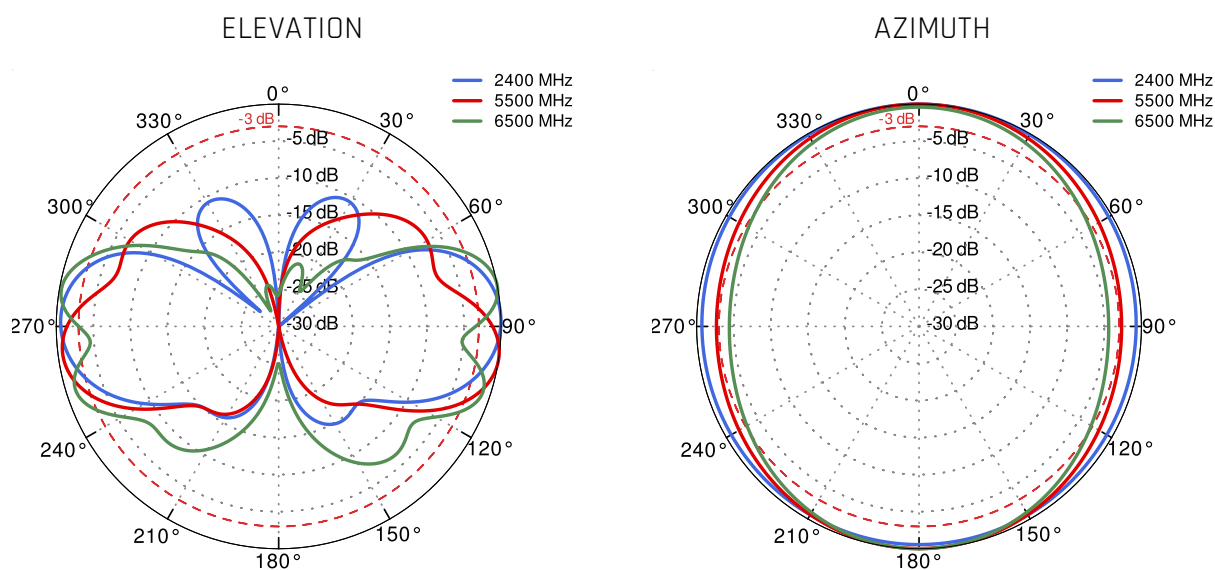 ELEVATION
2400 MHz
5500 MHz
6500 MHz
0°
30°
60°
90°
120°
150°
180°
210°
240°
270°
300°
330°
-3 dB
-5 dB
-10 dB
-15 dB
-20 dB
-25 dB
-30 dB
AZIMUTH
2400 MHz
5500 MHz
6500 MHz
0°
30°
60°
90°
120°
150°
180°
210°
240°
270°
300°
330°
-3 dB
-5 dB
-10 dB
-15 dB
-20 dB
-25 dB
-30 dB